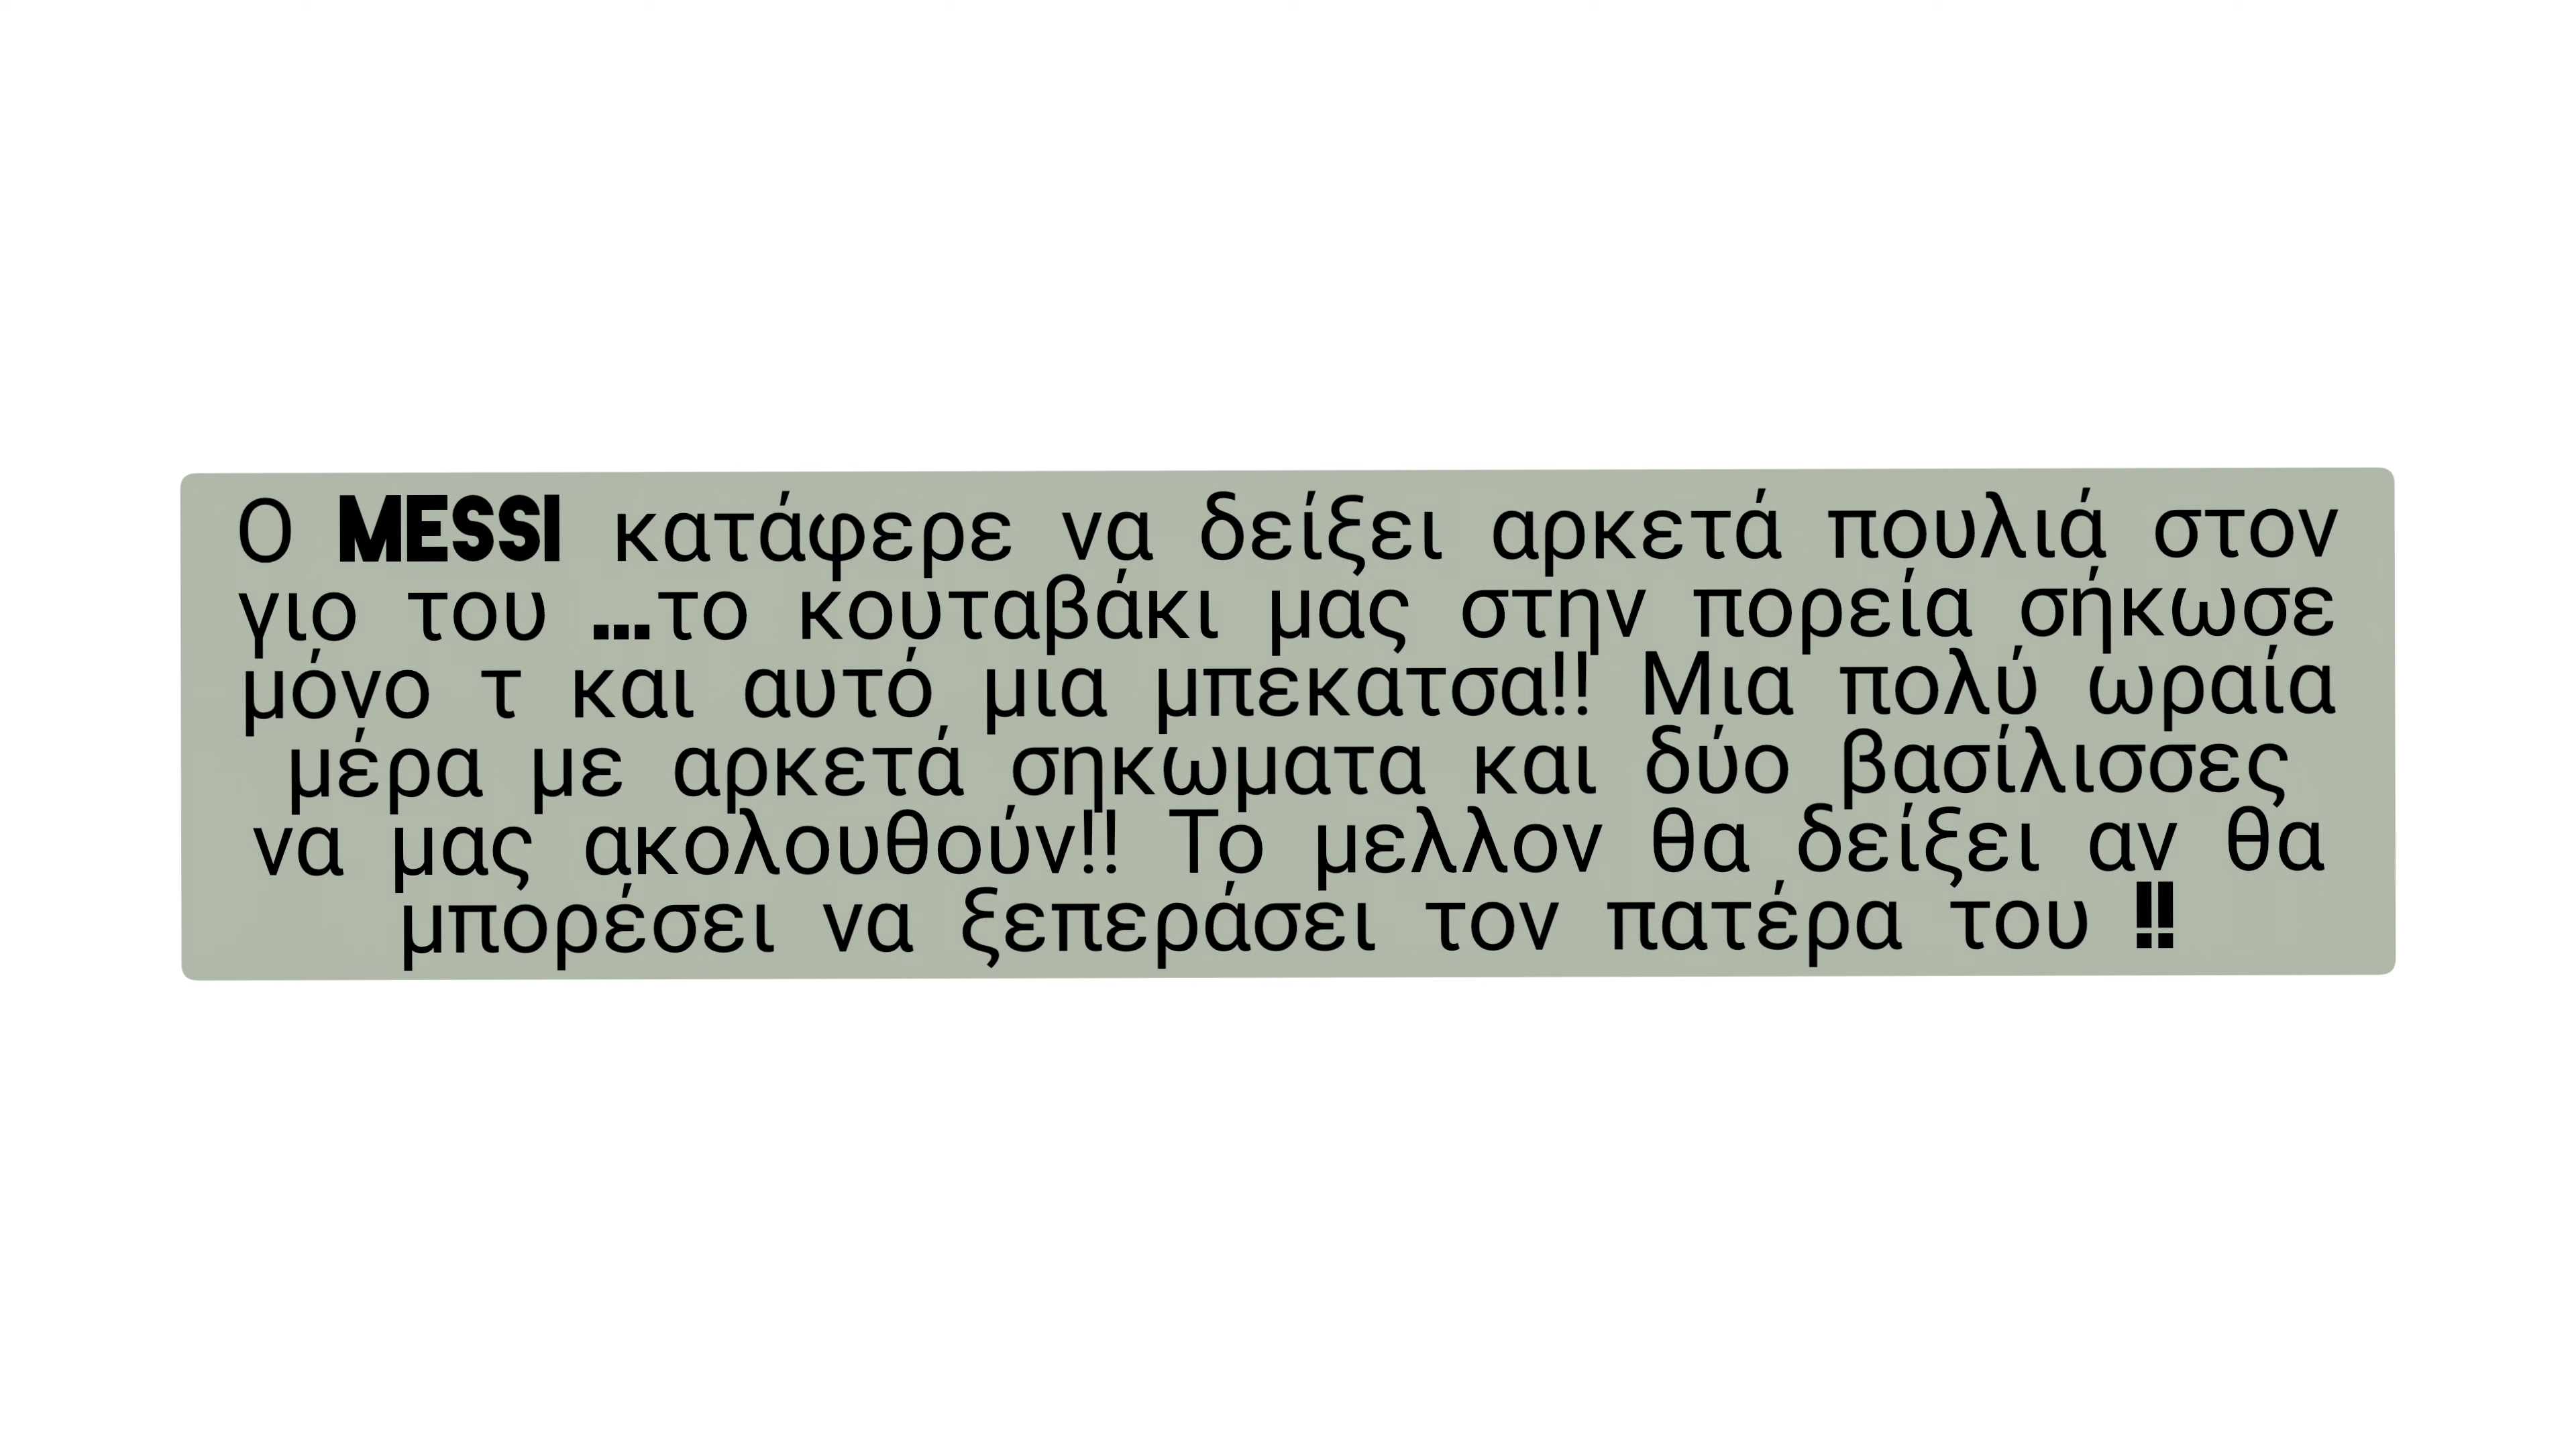 Ο MESSI κατάφερε να δείξει αρκετά πουλιά στον
γιο του ...το κουταβάκι μας στην πορεία σήκωσε
μόνο τ και αυτό μια μπεκατσα!! Μια πολύ ωραία
μέρα με αρκετά σηκωματα και δύο βασίλισσες
να μας ακολουθούν!! Το μελλον θα δείξει αν θα
μπορέσει να ξεπεράσει τον πατέρα του !!